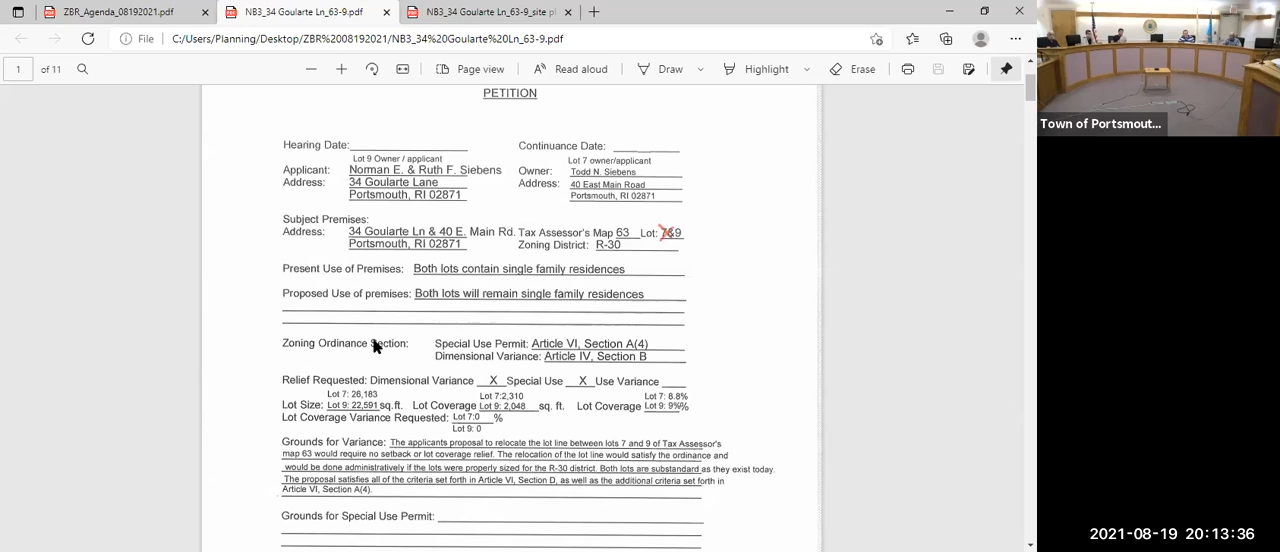 ZBR_Agenda_08192021.pdf
NB3_34 Goularte Ln_63-9.pdf
NB3_34 Goularte Ln_63-9_site pl
File C:/Users/Planning/Desktop/ZBR%2008192021/NB3_34%20Goularte%20Ln_63-9.pdf
1 of 11 Page view Read aloud Draw Highlight Erase
PETITION
Hearing Date: Continuance Date:
Lot 9 Owner / applicant Lot 7 owner/applicant
Applicant: Norman E. & Ruth F. Siebens Owner: Todd N. Siebens
Address: 34 Goularte Lane Address: 40 East Main Road
Portsmouth, RI 02871 Portsmouth, RI 02871
Subject Premises:
Address: 34 Goularte Ln & 40 E. Main Rd. Tax Assessor's Map 63 Lot: 9
Portsmouth, RI 02871 Zoning District: R-30
Present Use of Premises: Both lots contain single family residences
Proposed Use of premises: Both lots will remain single family residences
Zoning Ordinance Section: Special Use Permit: Article VI, Section A(4)
Dimensional Variance: Article IV, Section B
Relief Requested: Dimensional Variance X Special Use X Use Variance
Lot 7: 26,183 Lot 7:2,310 Lot 7: 8.8%
Lot Size: Lot 9: 22,591 sq.ft. Lot Coverage Lot 9: 2,048 sq. ft. Lot Coverage Lot 9: 9%%
Lot Coverage Variance Requested: Lot 7:0 %
Lot 9: 0
Grounds for Variance: The applicants proposal to relocate the lot line between lots 7 and 9 of Tax Assessor's
map 63 would require no setback or lot coverage relief. The relocation of the lot line would satisfy the ordinance and
would be done administratively if the lots were properly sized for the R-30 district. Both lots are substandard as they exist today.
The proposal satisfies all of the criteria set forth in Article VI, Section D, as well as the additional criteria set forth in
Article VI, Section A(4).
Grounds for Special Use Permit:
Town of Portsmout...
2021-08-19 20:13:36